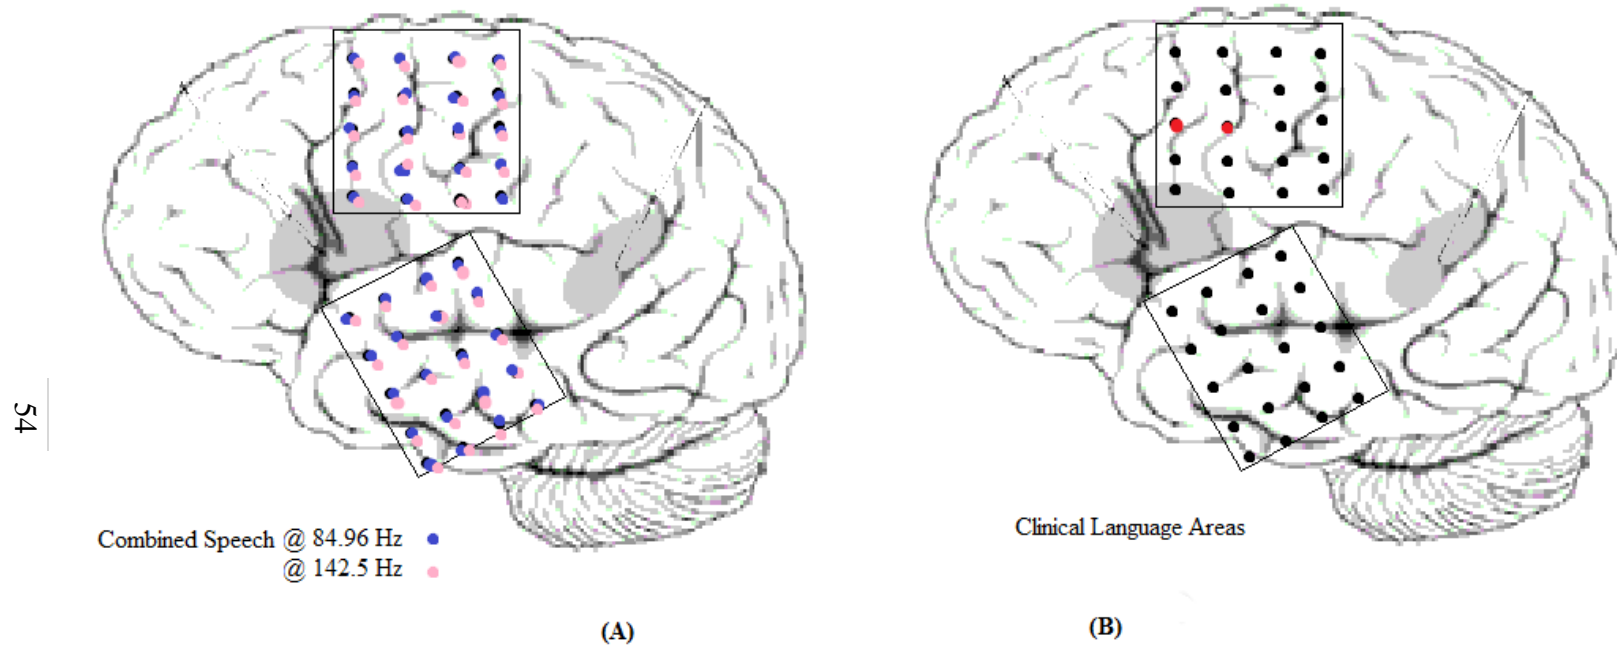 54
Combined Speech @ 84.96 Hz
@ 142.5 Hz
(A)
Clinical Language Areas
(B)